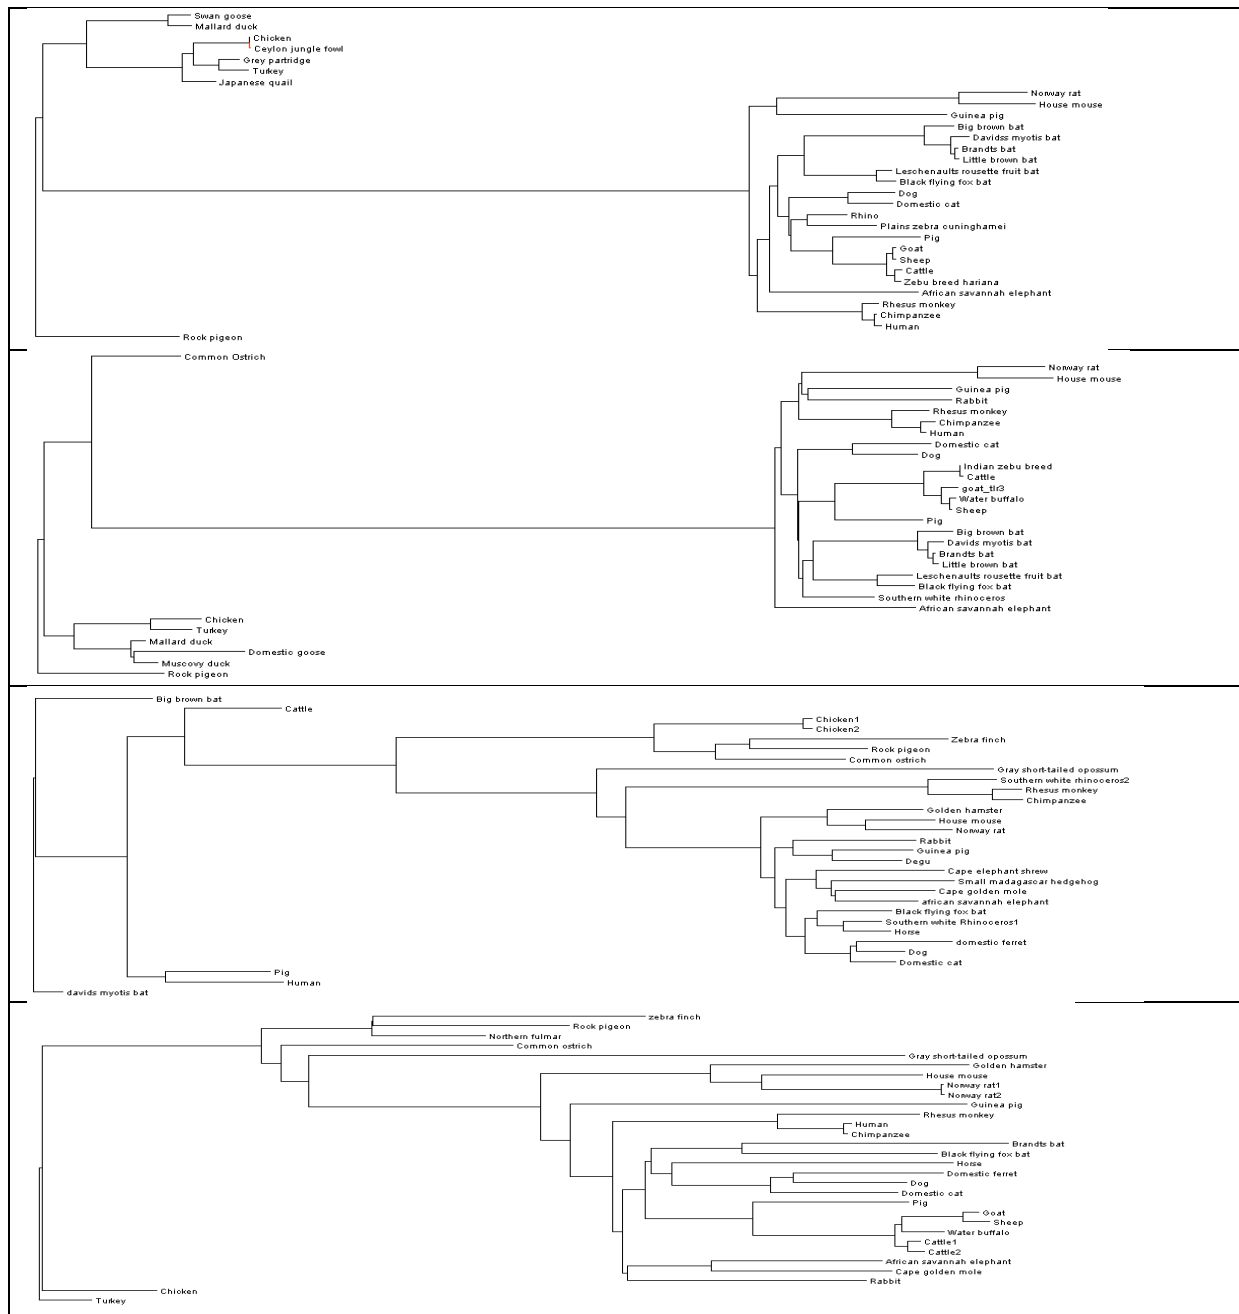 Swan goose
Mallard duck
Chicken
Ceylon jungle fowl
Grey partridge
Turkey
Japanese quail
Norway rat
House mouse
Guinea pig
Big brown bat
Davidss myotis bat
Brandts bat
Little brown bat
Leschenaults rousette fruit bat
Black flying fox bat
Dog
Domestic cat
Rhino
Plains zebra cuninghamei
Pig
Goat
Sheep
Cattle
Zebu breed hariana
African savannah elephant
Rhesus monkey
Chimpanzee
Human
Rock pigeon
Common Ostrich
Norway rat
House mouse
Guinea pig
Rabbit
Rhesus monkey
Chimpanzee
Human
Domestic cat
Dog
Indian zebu breed
Cattle
goat_tlr3
Water buffalo
Sheep
Pig
Big brown bat
Davids myotis bat
Brandts bat
Little brown bat
Leschenaults rousette fruit bat
Black flying fox bat
Southern white rhinoceros
African savannah elephant
Chicken
Turkey
Mallard duck
Domestic goose
Muscovy duck
Rock pigeon
Big brown bat
Cattle
Chicken1
Chicken2
Zebra finch
Rock pigeon
Common ostrich
Gray short-tailed opossum
Southern white rhinoceros2
Rhesus monkey
Chimpanzee
Golden hamster
House mouse
Norway rat
Rabbit
Guinea pig
Degu
Cape elephant shrew
Small madagascar hedgehog
Cape golden mole
african savannah elephant
Black flying fox bat
Southern white Rhinoceros1
Horse
domestic ferret
Dog
Domestic cat
Pig
Human
davids myotis bat
zebra finch
Rock pigeon
Northern fulmar
Common ostrich
Gray short-tailed opossum
Golden hamster
House mouse
Norway rat1
Norway rat2
Guinea pig
Rhesus monkey
Human
Chimpanzee
Brandts bat
Black flying fox bat
Horse
Domestic ferret
Dog
Domestic cat
Pig
Goat
Sheep
Water buffalo
Cattle1
Cattle2
African savannah elephant
Cape golden mole
Rabbit
Chicken
Turkey